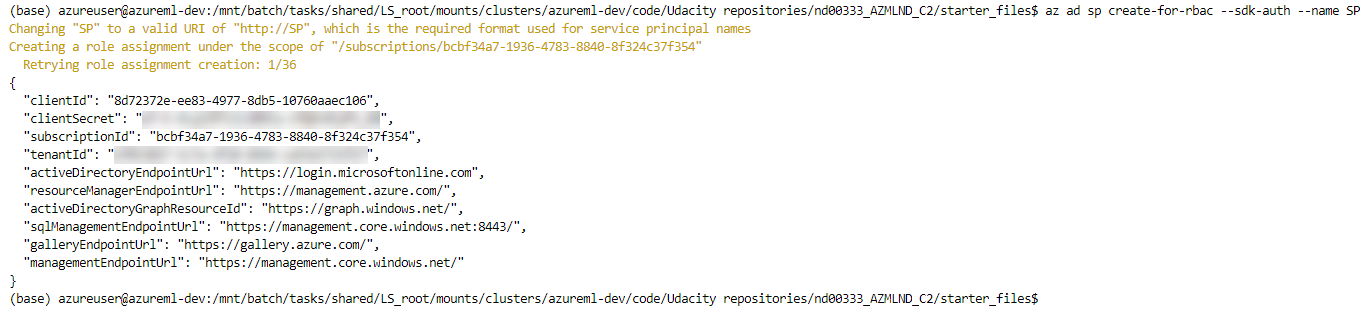 (base) azureuser@azureml-dev:/mnt/batch/tasks/shared/LS_root/mounts/clusters/azureml-dev/code/Udacity repositories/nd00333_AZMLND_C2/starter_files$ az ad sp create-for-rbac --sdk-auth --name SP
Changing "SP" to a valid URI of "http://SP", which is the required format used for service principal names
Creating a role assignment under the scope of "/subscriptions/bcbf34a7-1936-4783-8840-8f324c37f354"
  Retrying role assignment creation: 1/36
{
  "clientId": "8d72372e-ee83-4977-8db5-10760aaec106",
  "clientSecret": "",
  "subscriptionId": "bcbf34a7-1936-4783-8840-8f324c37f354",
  "tenantId": "",
  "activeDirectoryEndpointUrl": "https://login.microsoftonline.com",
  "resourceManagerEndpointUrl": "https://management.azure.com/",
  "activeDirectoryGraphResourceId": "https://graph.windows.net/",
  "sqlManagementEndpointUrl": "https://management.core.windows.net:8443/",
  "galleryEndpointUrl": "https://gallery.azure.com/",
  "managementEndpointUrl": "https://management.core.windows.net/"
}
(base) azureuser@azureml-dev:/mnt/batch/tasks/shared/LS_root/mounts/clusters/azureml-dev/code/Udacity repositories/nd00333_AZMLND_C2/starter_files$